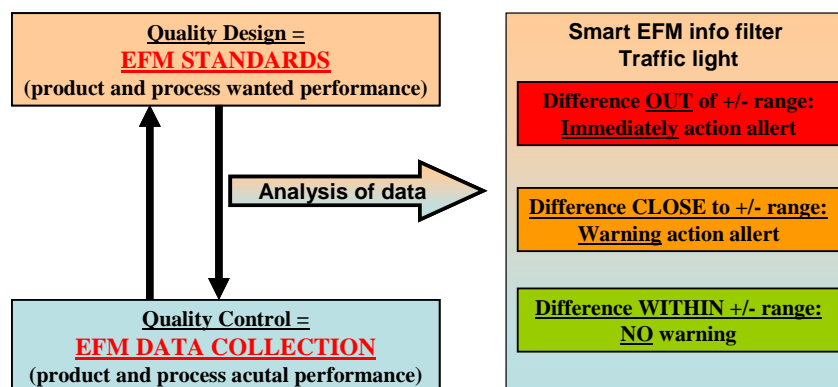 Quality Design =
EFM STANDARDS
(product and process wanted performance)
Analysis of data
Quality Control =
EFM DATA COLLECTION
(product and process acutal performance)
Smart EFM info filter
Traffic light
Difference OUT of +/- range:
Immediately action allert
Difference CLOSE to +/- range:
Warning action allert
Difference WITHIN +/- range:
NO warning